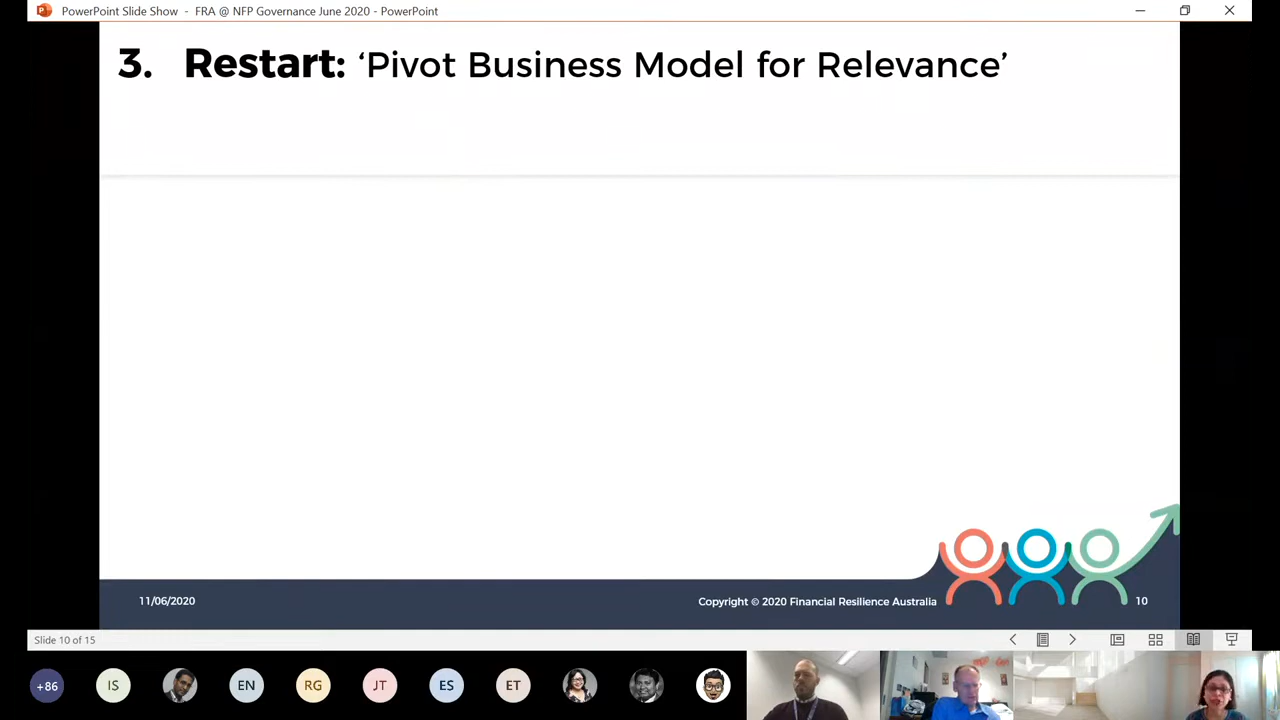 PowerPoint Slide Show - FRA @ NFP Governance June 2020 - PowerPoint
3. Restart: ‘Pivot Business Model for Relevance’
11/06/2020
Copyright © 2020 Financial Resilience Australia
10
Slide 10 of 15
+86
IS
EN
RG
JT
ES
ET